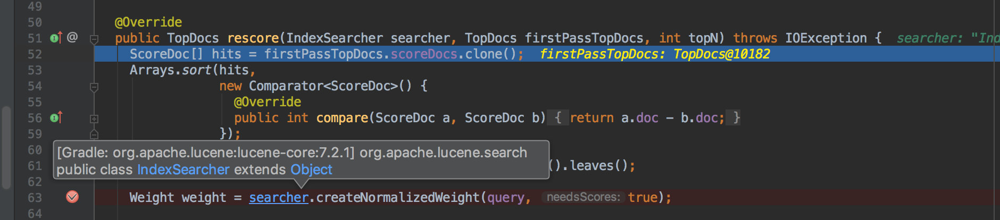 49
50 @Override
51 @ public TopDocs rescore(IndexSearcher searcher, TopDocs firstPassTopDocs, int topN) throws IOException { searcher: "Ind
52 ScoreDoc[] hits = firstPassTopDocs.scoreDocs.clone(); firstPassTopDocs: TopDocs@10182
53 Arrays.sort(hits,
54 new Comparator<ScoreDoc>() {
55 @Override
56 public int compare(ScoreDoc a, ScoreDoc b) { return a.doc - b.doc; }
59 });
60 [Gradle: org.apache.lucene:lucene-core:7.2.1] org.apache.lucene.search
61 ().leaves();
public class IndexSearcher extends Object
62
63 Weight weight = searcher.createNormalizedWeight(query, needsScores: true);
64